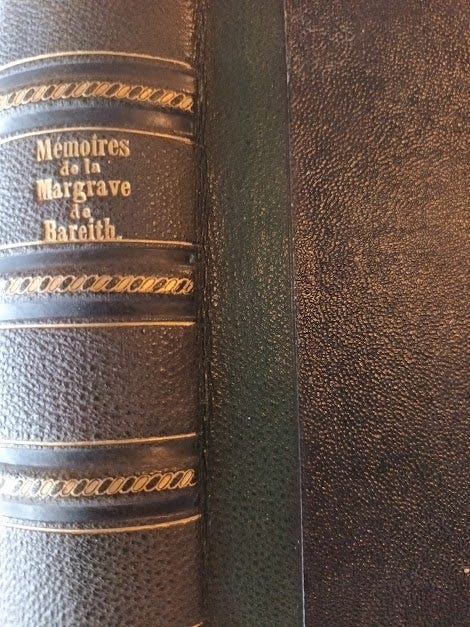 Mémoires
de la
Margrave
de
Bareith.